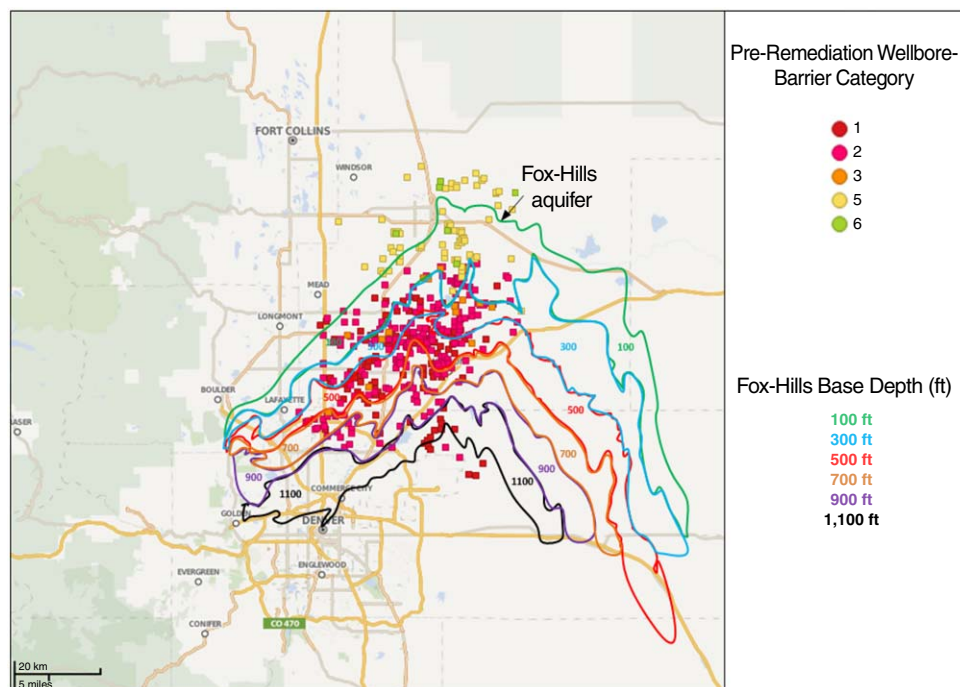 FORT COLLINS
WINDSOR
Fox-Hills
aquifer
MEAD
LONGMONT
300
100
BOULDER
LAFAYETTE
500
500
700
700
900
900
1100
1100
COMMERCE CITY
GOLDEN
DENVER
ENGLEWOOD
EVERGREEN
CO 470
CONIFER
20 km
5 miles
Pre-Remediation Wellbore-
Barrier Category
1
2
3
5
6
Fox-Hills Base Depth (ft)
100 ft
300 ft
500 ft
700 ft
900 ft
1,100 ft